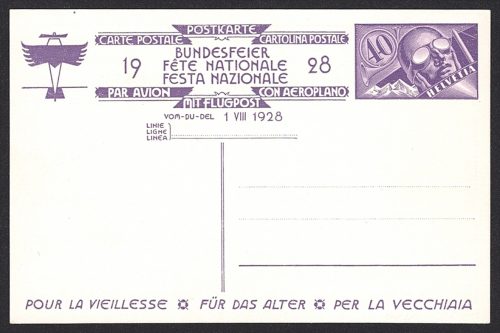 POSTKARTE
CARTE POSTALE CARTOLINA POSTALE
BUNDESFEIER
19 FÊTE NATIONALE 28
FESTA NAZIONALE
PAR AVION CON AEROPLANO
MIT FLUGPOST
VOM-DU-DEL 1 VIII 1928
LINIE
LIGNE
LINEA
40
HELVETIA
POUR LA VIEILLESSE FÜR DAS ALTER PER LA VECCHIAIA